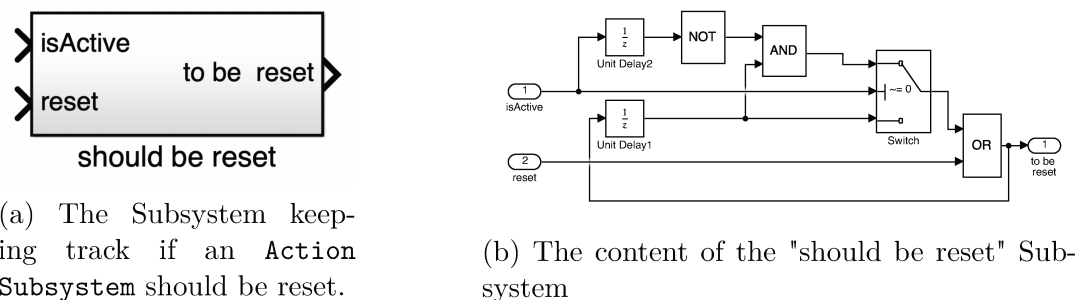 isActive
to be reset
reset
should be reset
(a) The Subsystem keep-
ing track if an Action
Subsystem should be reset.
1
z
Unit Delay2
NOT
AND
1
isActive
~= 0
Switch
1
z
Unit Delay1
2
reset
OR
1
to be
reset
(b) The content of the "should be reset" Sub-
system